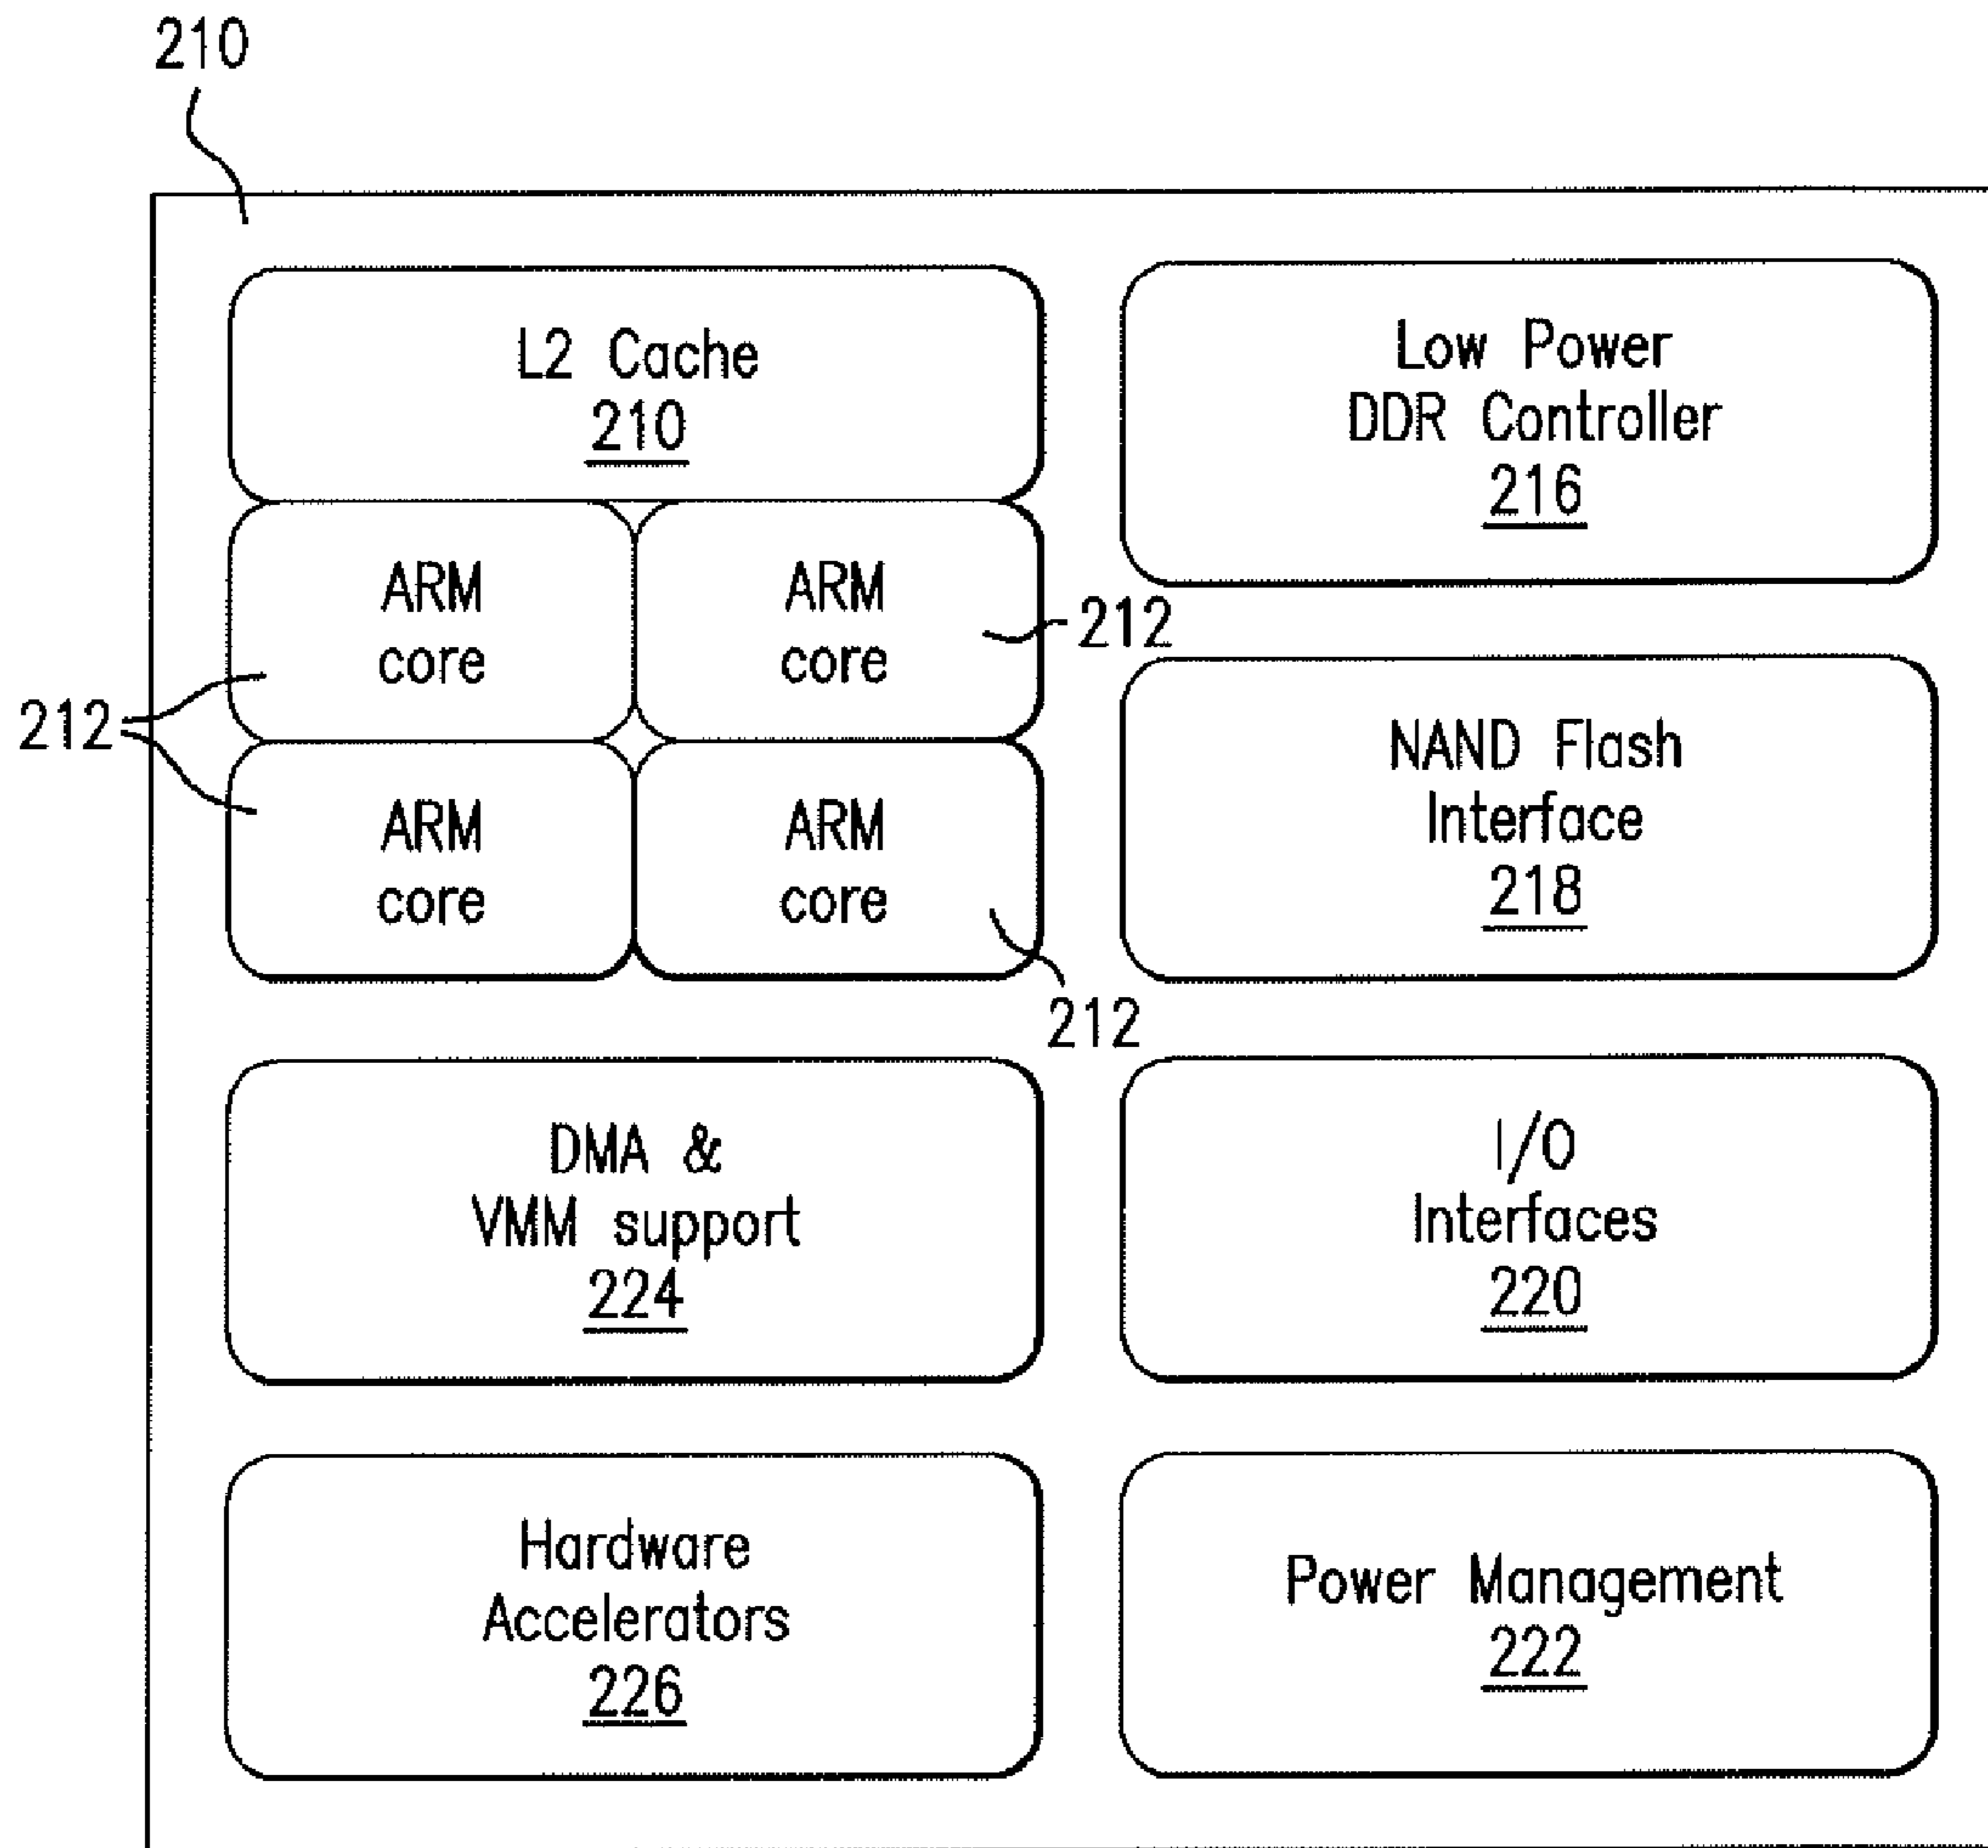 210
L2 Cache
210
Low Power
DDR Controller
216
ARM
core
ARM
core
212
212
ARM
core
ARM
core
212
NAND Flash
Interface
218
DMA &
VMM support
224
I/O
Interfaces
220
Hardware
Accelerators
226
Power Management
222